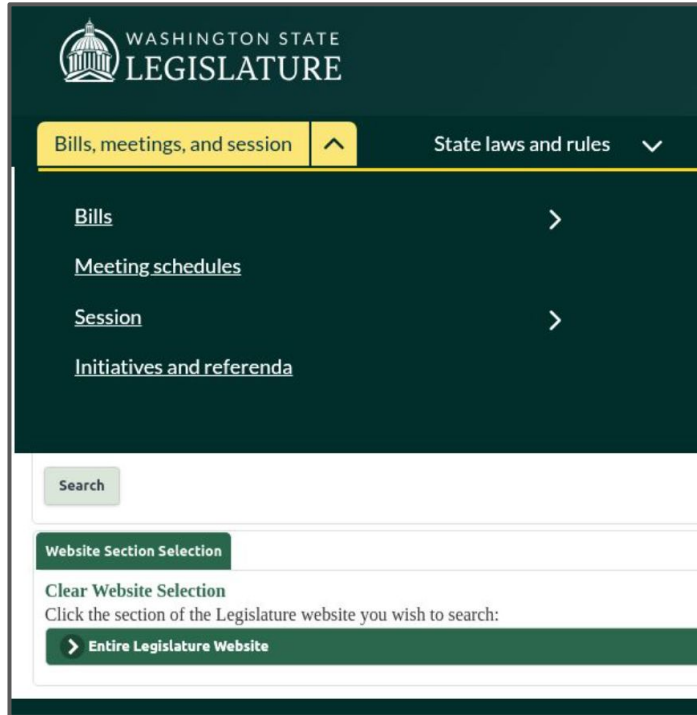 WASHINGTON STATE
LEGISLATURE
Bills, meetings, and session
State laws and rules
Bills
Meeting schedules
Session
Initiatives and referenda
Search
Website Section Selection
Clear Website Selection
Click the section of the Legislature website you wish to search:
Entire Legislature Website